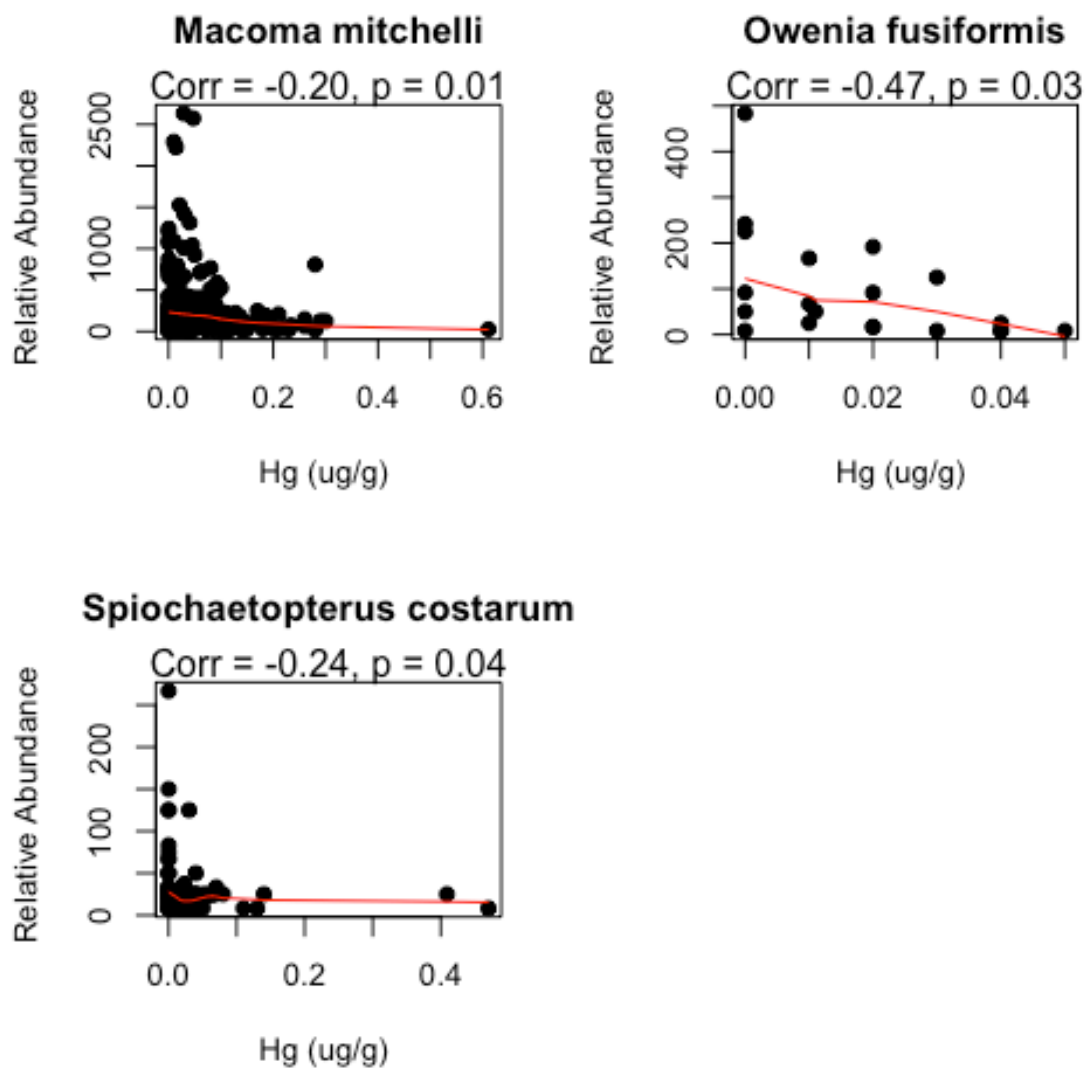 Macoma mitchelli
Corr = -0.20, p = 0.01
Relative Abundance
2500
1000
0
0.0 0.2 0.4 0.6
Hg (ug/g)
Owenia fusiformis
Corr = -0.47, p = 0.03
Relative Abundance
400
200
0
0.00 0.02 0.04
Hg (ug/g)
Spiochaetopterus costarum
Corr = -0.24, p = 0.04
Relative Abundance
200
100
0
0.0 0.2 0.4
Hg (ug/g)